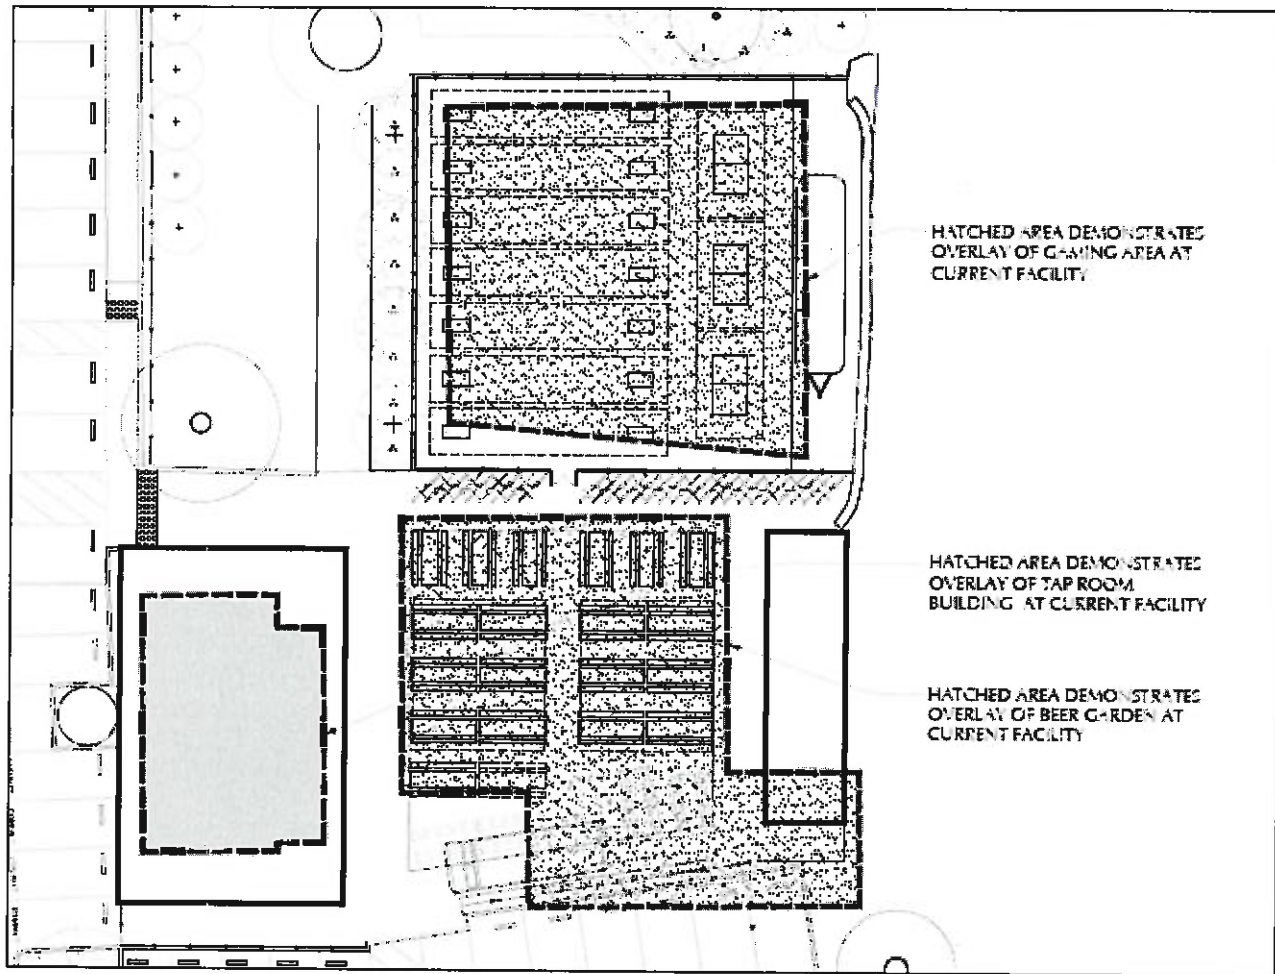 HATCHED AREA DEMONSTRATES
OVERLAY OF GAMING AREA AT
CURRENT FACILITY
HATCHED AREA DEMONSTRATES
OVERLAY OF TAP ROOM
BUILDING AT CURRENT FACILITY
HATCHED AREA DEMONSTRATES
OVERLAY OF BEER GARDEN AT
CURRENT FACILITY